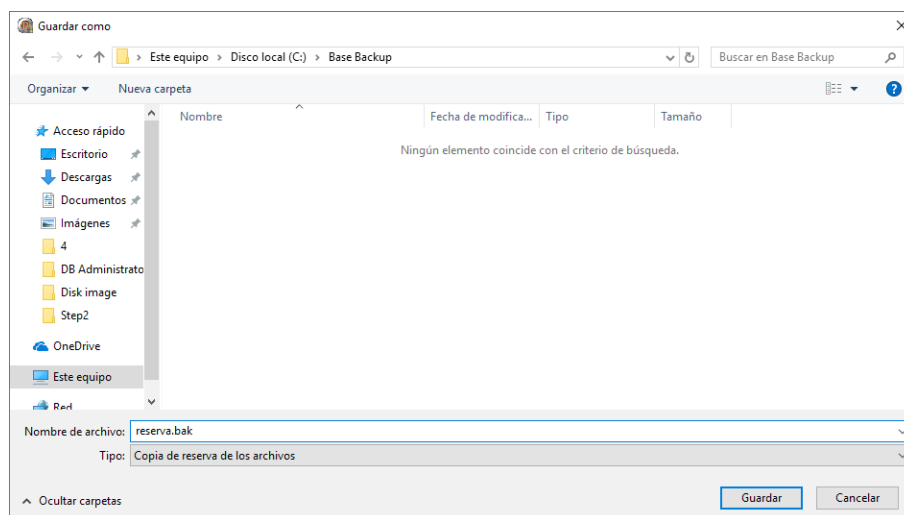 Guardar como
Este equipo > Disco local (C:) > Base Backup
Buscar en Base Backup
Organizar
Nueva carpeta
Nombre
Fecha de modifica...
Tipo
Tamaño
Acceso rápido
Escritorio
Descargas
Documentos
Imágenes
4
DB Administrato
Disk image
Step2
OneDrive
Este equipo
Red
Ningún elemento coincide con el criterio de búsqueda.
Nombre de archivo: reserva.bak
Tipo: Copia de reserva de los archivos
Ocultar carpetas
Guardar
Cancelar